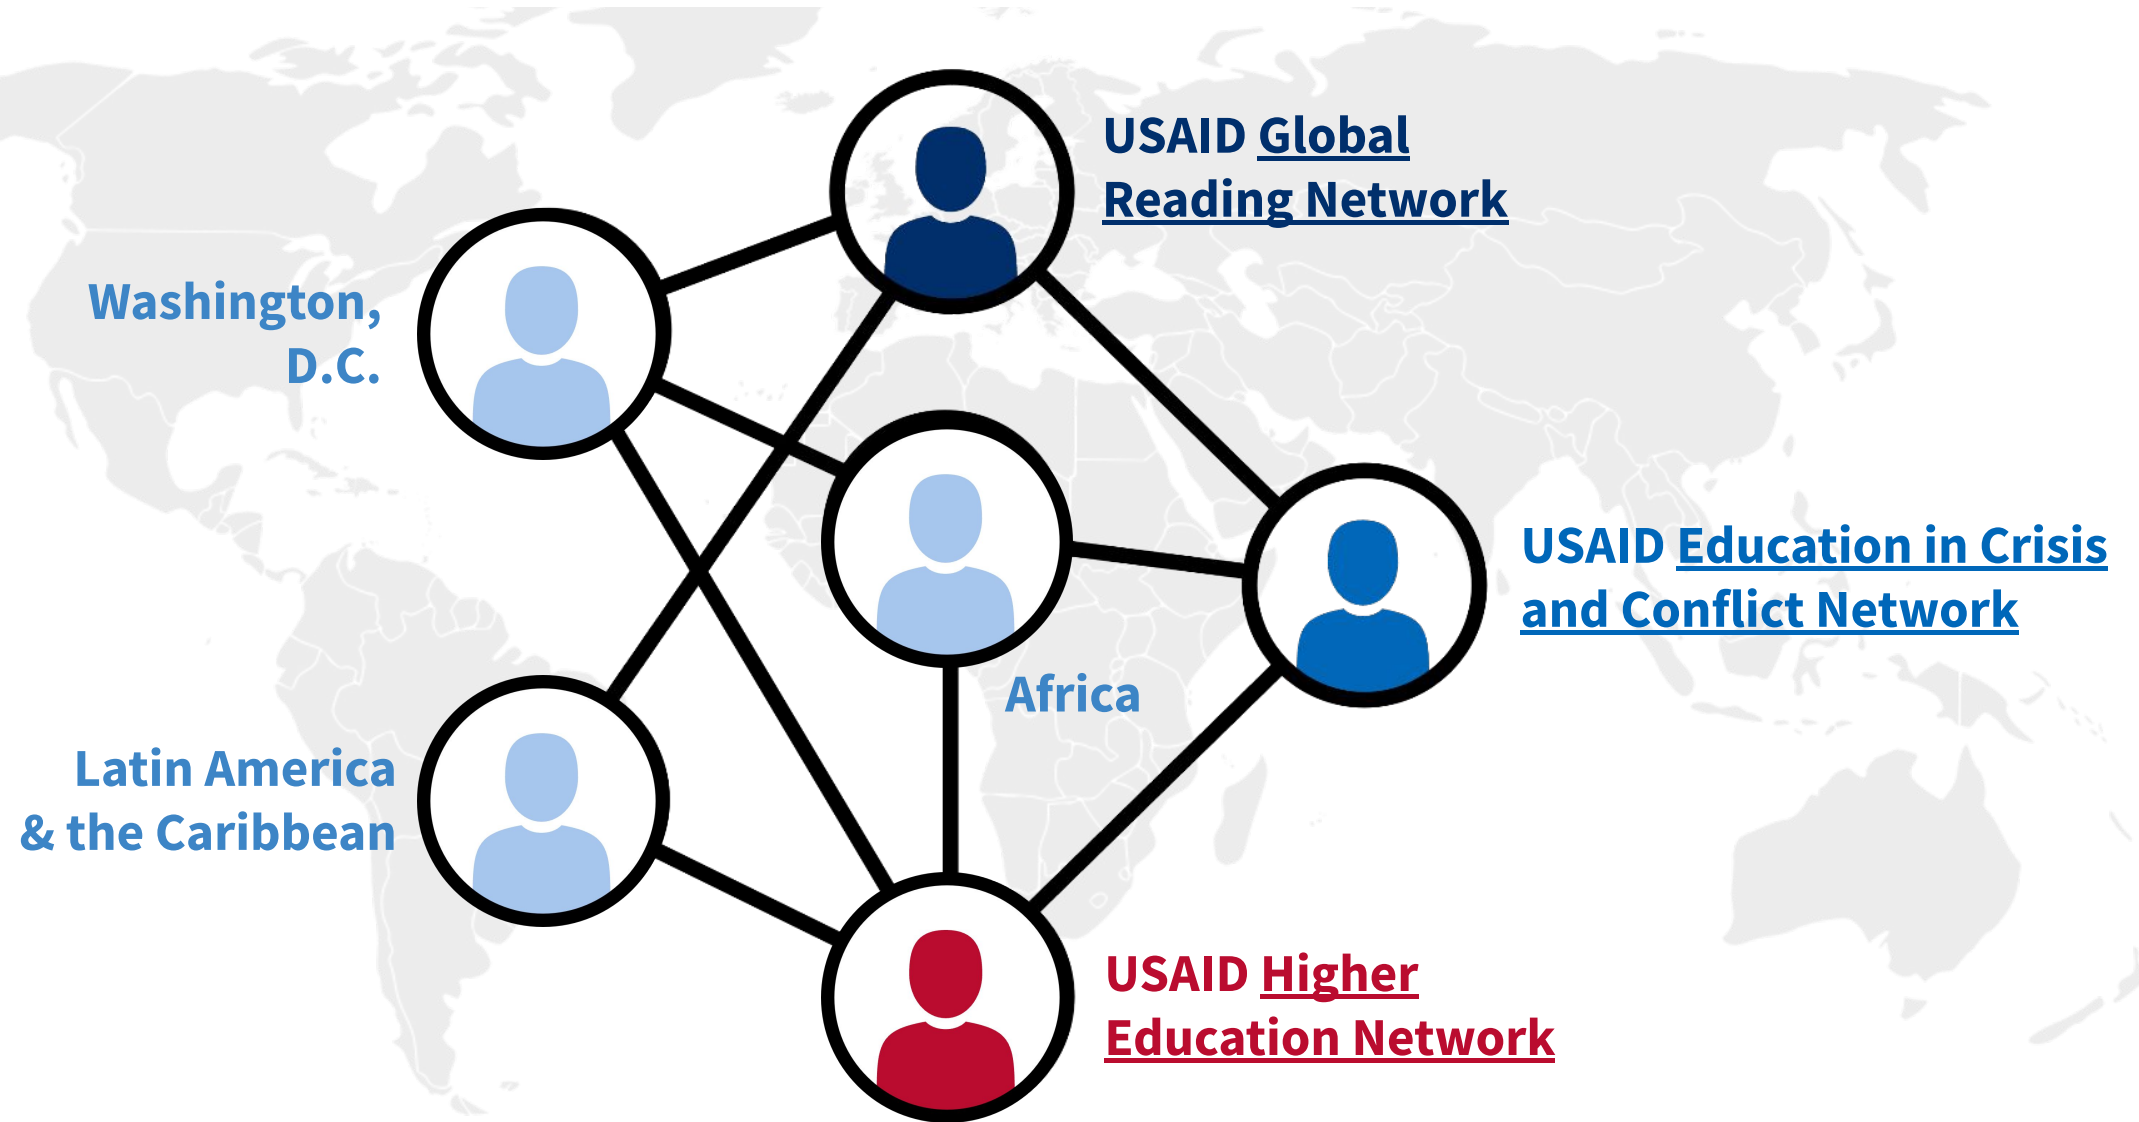 USAID Global
Reading Network
Washington,
D.C.
USAID Education in Crisis
and Conflict Network
Africa
Latin America
& the Caribbean
USAID Higher
Education Network